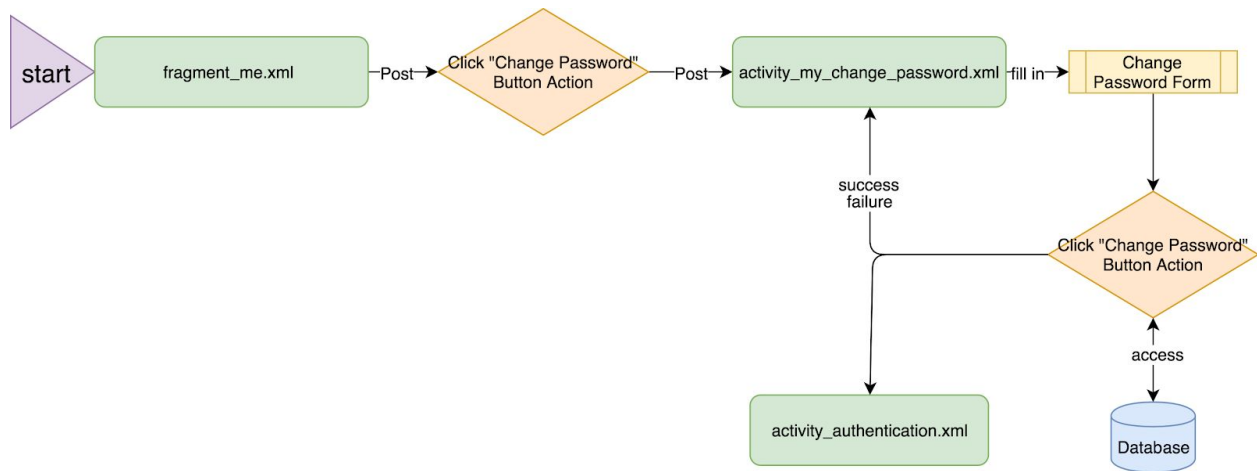 start
fragment_me.xml
Post
Click "Change Password"
Button Action
Post
activity_my_change_password.xml
fill in
Change
Password Form
success
failure
Click "Change Password"
Button Action
access
activity_authentication.xml
Database